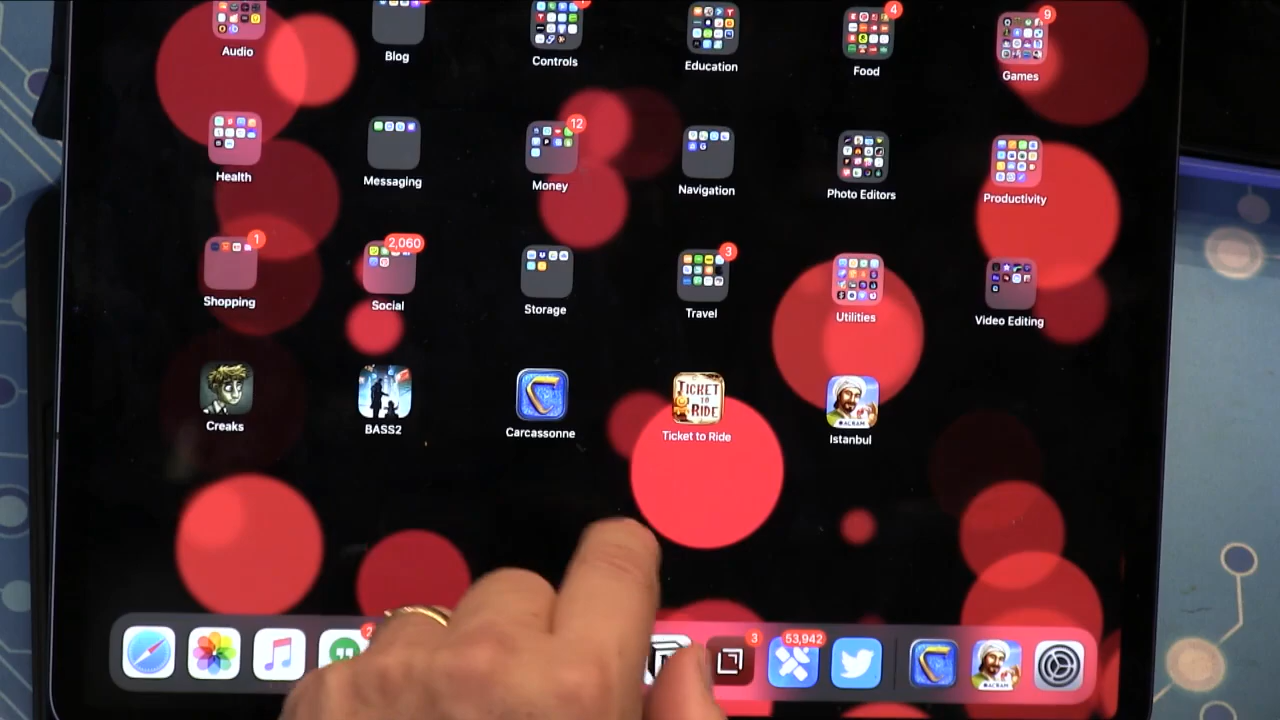 Audio
Blog
Controls
Education
4
Food
9
Games
Health
Messaging
12
Money
Navigation
Photo Editors
Productivity
1
Shopping
2,060
Social
Storage
3
Travel
Utilities
Video Editing
Creaks
BASS2
Carcassonne
TICKET
TO
RIDE
Ticket to Ride
ACRAM
Istanbul
3
53,942
ACRAM